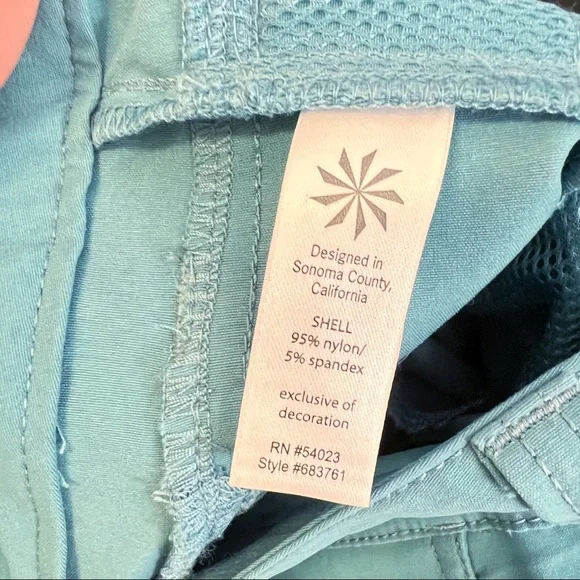 Designed in
Sonoma County,
California
SHELL
95% nylon/
5% spandex
exclusive of
decoration
RN #54023
Style #683761